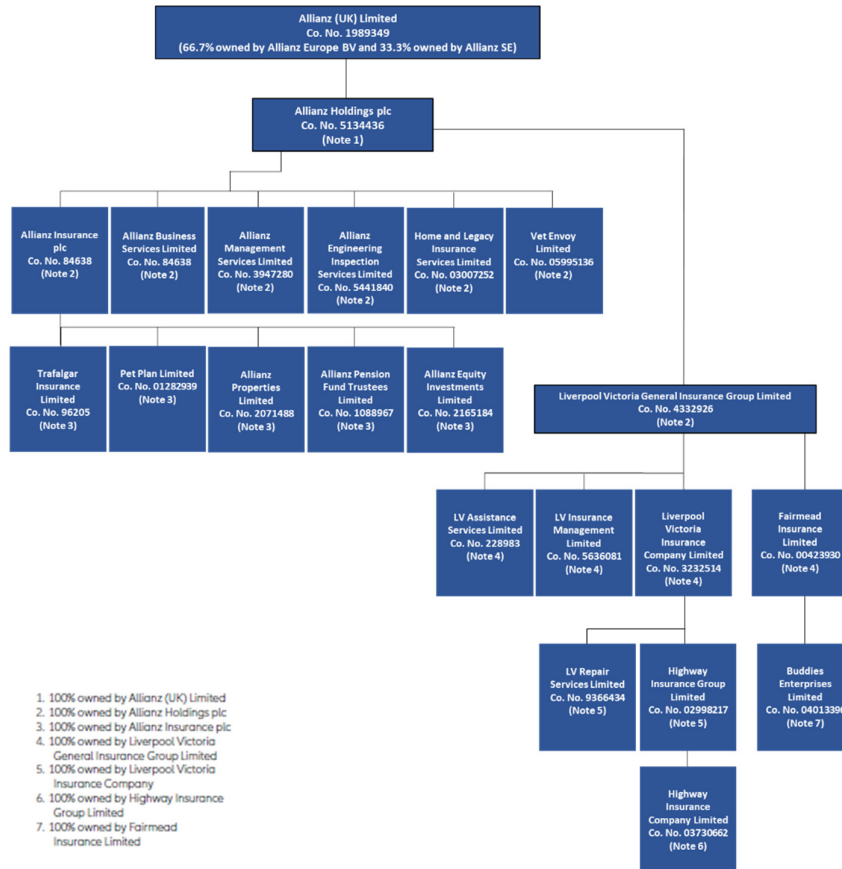 Allianz (UK) Limited
Co. No. 1989349
(66.7% owned by Allianz Europe BV and 33.3% owned by Allianz SE)
Allianz Holdings plc
Co. No. 5134436
(Note 1)
Allianz Insurance
plc
Co. No. 84638
(Note 2)
Allianz Business
Services Limited
Co. No. 84638
(Note 2)
Allianz
Management
Services Limited
Co. No. 3947280
(Note 2)
Allianz
Engineering
Inspection
Services Limited
Co. No. 5441840
(Note 2)
Home and Legacy
Insurance
Services Limited
Co. No. 03007252
(Note 2)
Vet Envoy
Limited
Co. No. 05995136
(Note 2)
Trafalgar
Insurance
Limited
Co. No. 96205
(Note 3)
Pet Plan Limited
Co. No. 01282939
(Note 3)
Allianz
Properties
Limited
Co. No. 2071488
(Note 3)
Allianz Pension
Fund Trustees
Limited
Co. No. 1088967
(Note 3)
Allianz Equity
Investments
Limited
Co. No. 2165184
(Note 3)
Liverpool Victoria General Insurance Group Limited
Co. No. 4332926
(Note 2)
LV Assistance
Services Limited
Co. No. 228983
(Note 4)
LV Insurance
Management
Limited
Co. No. 5636081
(Note 4)
Liverpool
Victoria
Insurance
Company Limited
Co. No. 3232514
(Note 4)
Fairmead
Insurance
Limited
Co. No. 00423930
(Note 4)
LV Repair
Services Limited
Co. No. 9366434
(Note 5)
Highway
Insurance Group
Limited
Co. No. 02998217
(Note 5)
Buddies
Enterprises
Limited
Co. No. 04013396
(Note 7)
Highway
Insurance
Company Limited
Co. No. 03730662
(Note 6)
1. 100% owned by Allianz (UK) Limited
2. 100% owned by Allianz Holdings plc
3. 100% owned by Allianz Insurance plc
4. 100% owned by Liverpool Victoria
General Insurance Group Limited
5. 100% owned by Liverpool Victoria
Insurance Company
6. 100% owned by Highway Insurance
Group Limited
7. 100% owned by Fairmead
Insurance Limited